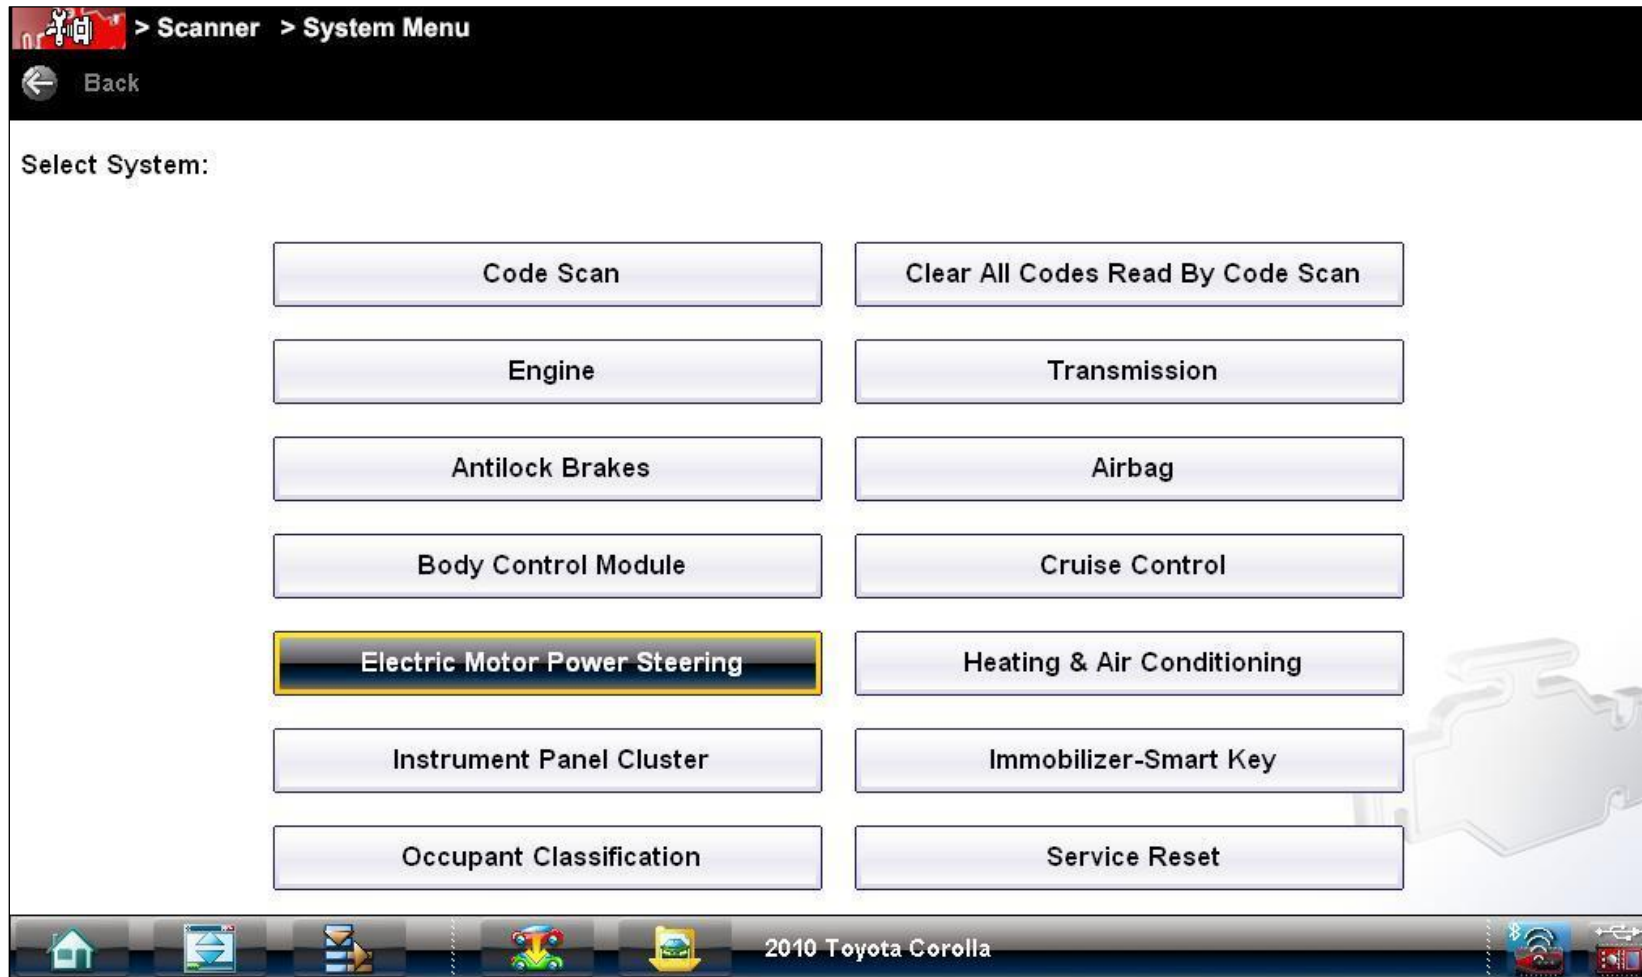 > Scanner > System Menu
Back
Select System:
Code Scan
Clear All Codes Read By Code Scan
Engine
Transmission
Antilock Brakes
Airbag
Body Control Module
Cruise Control
Electric Motor Power Steering
Heating & Air Conditioning
Instrument Panel Cluster
Immobilizer-Smart Key
Occupant Classification
Service Reset
2010 Toyota Corolla